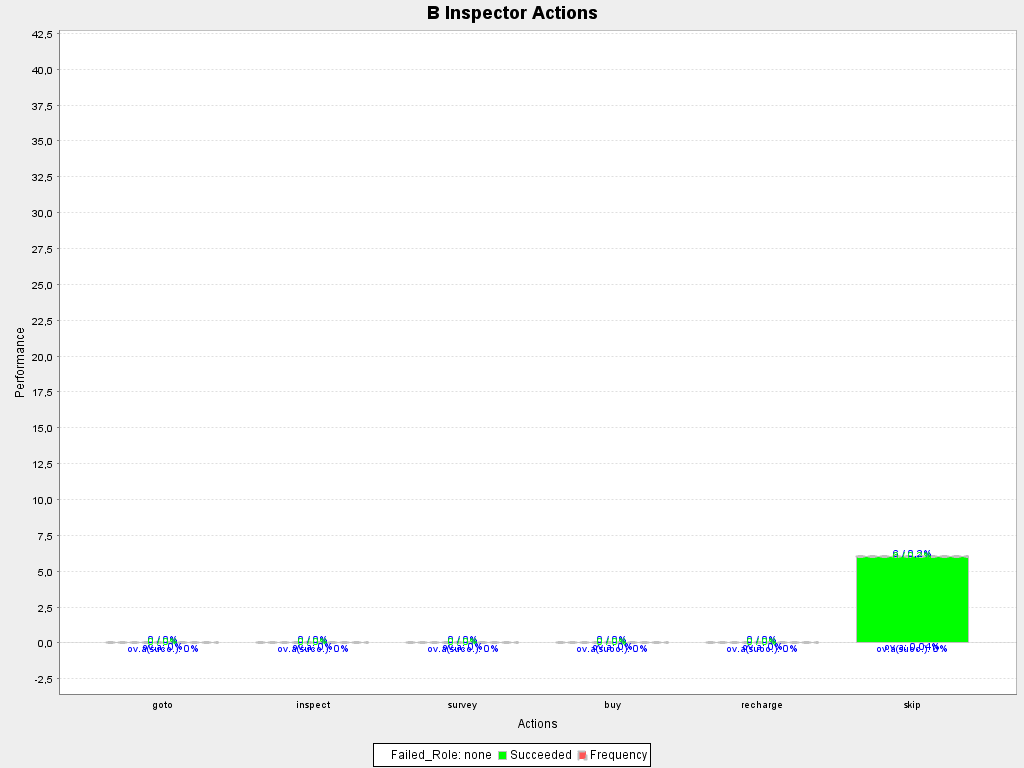 B Inspector Actions
42,5
40,0
37,5
35,0
32,5
30,0
27,5
25,0
22,5
20,0
17,5
15,0
12,5
10,0
7,5
5,0
2,5
0,0
-2,5
Performance
0 / 0%
0 / 0%
0 / 0%
0 / 0%
0 / 0%
goto
inspect
survey
buy
recharge
skip
Actions
Failed_Role: none Succeeded Frequency